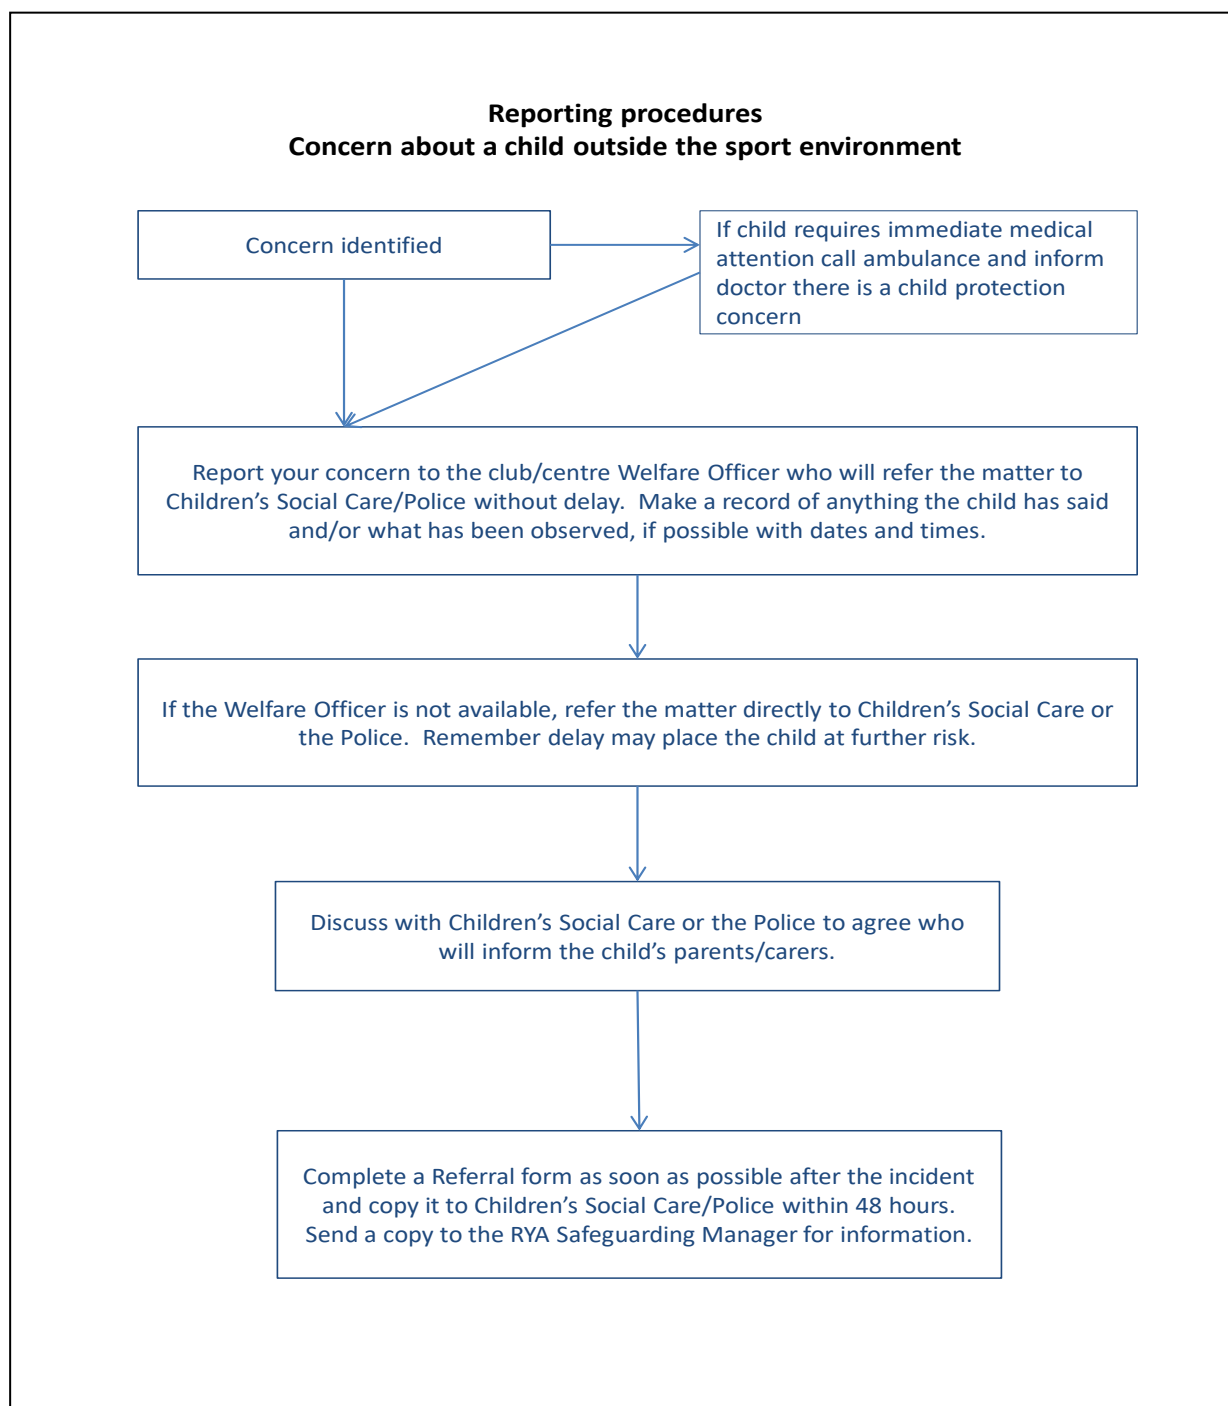 Reporting procedures
Concern about a child outside the sport environment
Concern identified
If child requires immediate medical
attention call ambulance and inform
doctor there is a child protection
concern
Report your concern to the club/centre Welfare Officer who will refer the matter to
Children’s Social Care/Police without delay.  Make a record of anything the child has said
and/or what has been observed, if possible with dates and times.
If the Welfare Officer is not available, refer the matter directly to Children’s Social Care or
the Police.  Remember delay may place the child at further risk.
Discuss with Children’s Social Care or the Police to agree who
will inform the child’s parents/carers.
Complete a Referral form as soon as possible after the incident
and copy it to Children’s Social Care/Police within 48 hours.
Send a copy to the RYA Safeguarding Manager for information.